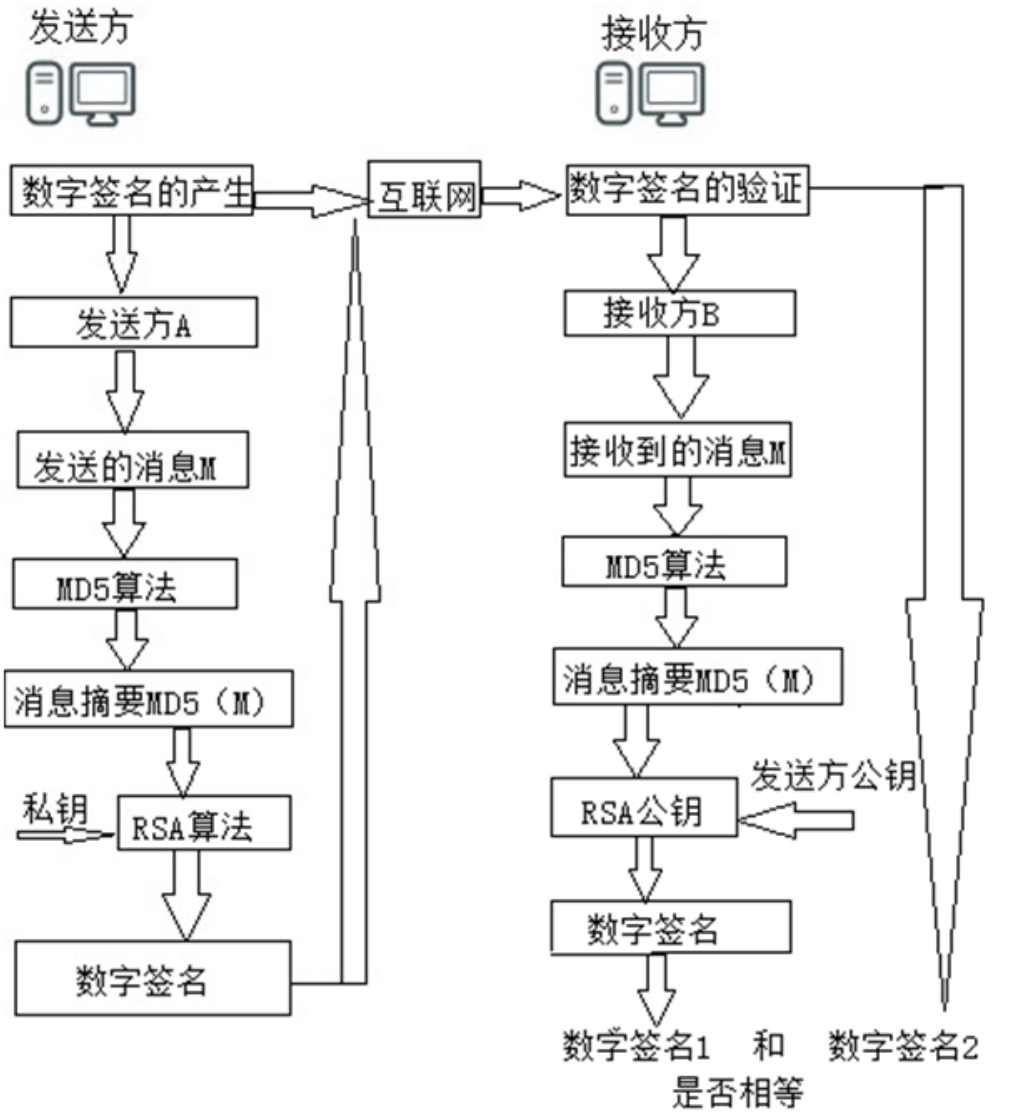 发送方
接收方
数字签名的产生
互联网
数字签名的验证
发送方A
接收方B
发送的消息M
接收到的消息M
MD5算法
MD5算法
消息摘要MD5（M）
消息摘要MD5（M）
私钥
RSA算法
发送方公钥
RSA公钥
数字签名
数字签名
数字签名1 和 数字签名2
是否相等